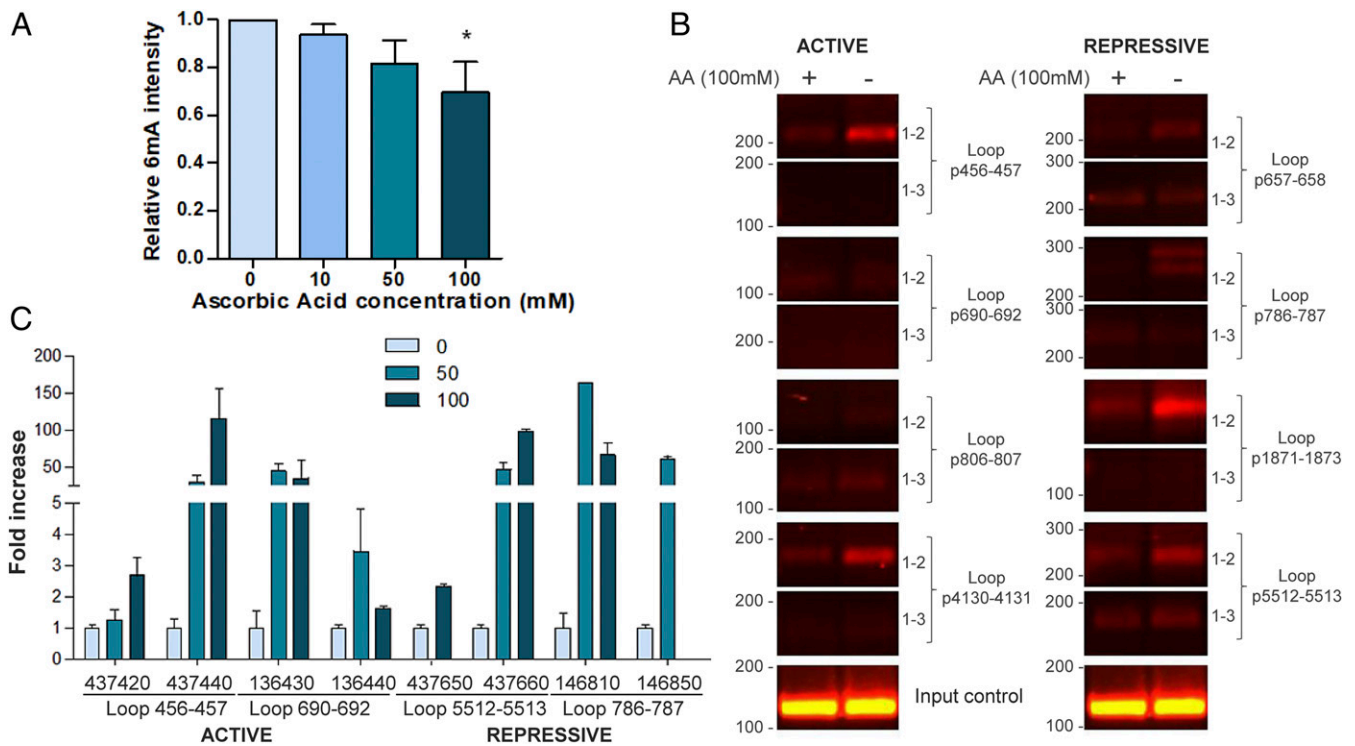 A
Relative 6mA intensity
1.0
0.8
0.6
0.4
0.2
0.0
*
0 10 50 100
Ascorbic Acid concentration (mM)
B
ACTIVE
AA (100mM) + -
200 -
1-2
200 -
100 -
1-3
Loop
p456-457
100 -
1-2
200 -
1-3
Loop
p690-692
100 -
1-2
200 -
100 -
1-3
Loop
p806-807
200 -
1-2
200 -
1-3
Loop
p4130-4131
200 -
100 -
Input control
REPRESSIVE
AA (100mM) + -
200 -
1-2
300 -
200 -
1-3
Loop
p657-658
300 -
200 -
1-2
300 -
200 -
1-3
Loop
p786-787
1-2
100 -
1-3
Loop
p1871-1873
300 -
200 -
1-2
200 -
1-3
Loop
p5512-5513
200 -
100 -
C
Fold increase
200
150
100
50
5
4
3
2
1
0
0
50
100
437420 437440 136430 136440 437650 437660 146810 146850
Loop 456-457 Loop 690-692 Loop 5512-5513 Loop 786-787
ACTIVE REPRESSIVE